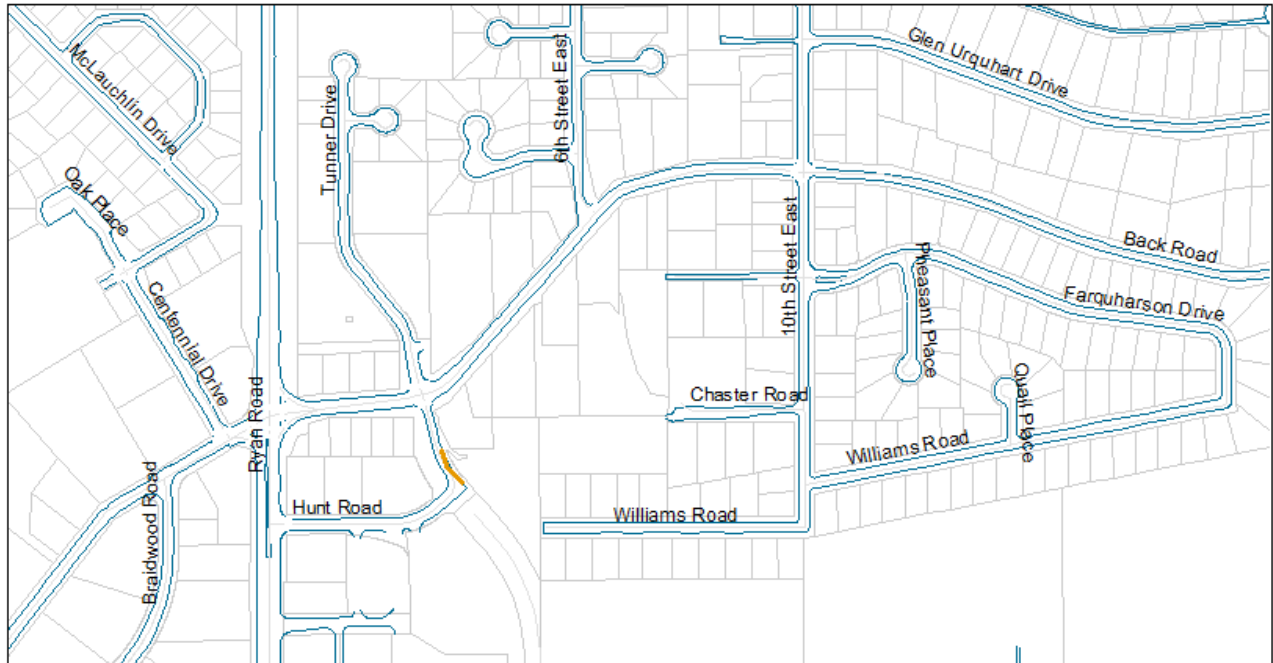 Glen Urquhart Drive
McLauchlin Drive
6th Street East
Tunner Drive
Oak Place
10th Street East
Back Road
Pheasant Place
Farquharson Drive
Centennial Drive
Chaster Road
Quail Place
Ryan Road
Williams Road
Braidwood Road
Hunt Road
Williams Road